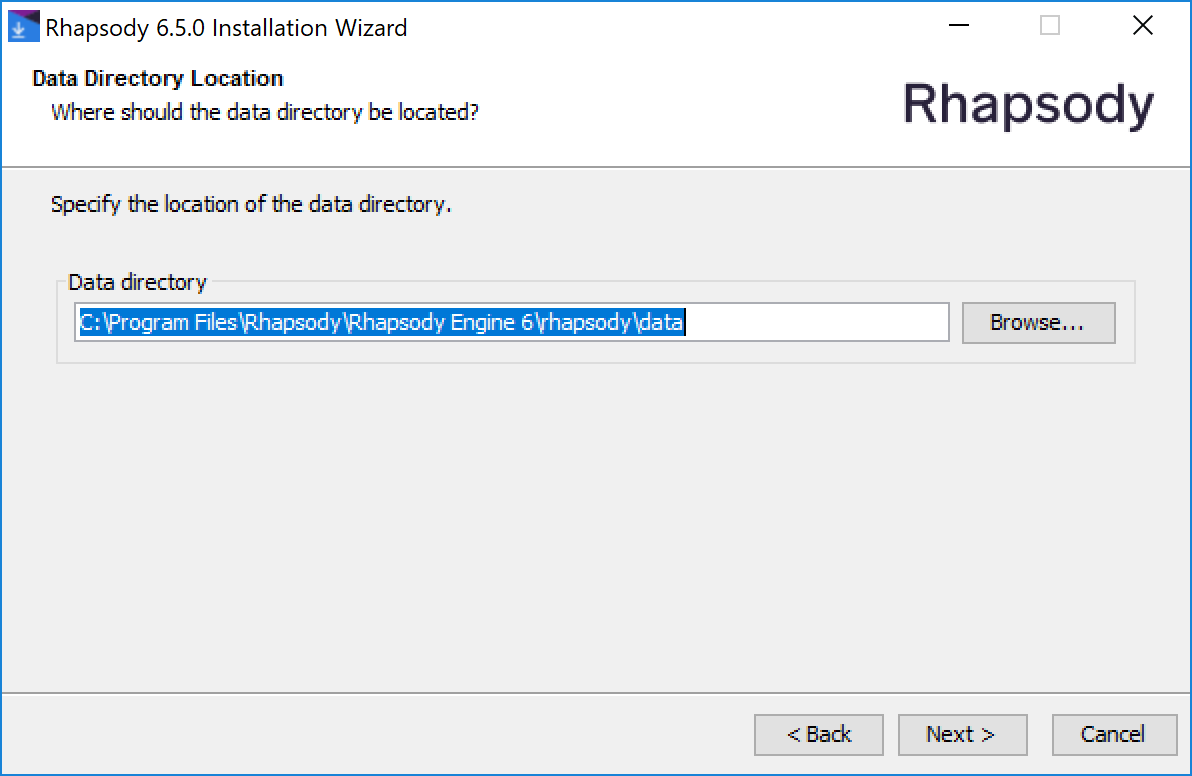 Rhapsody 6.5.0 Installation Wizard
Data Directory Location
Where should the data directory be located?
Rhapsody
Specify the location of the data directory.
Data directory
C:\Program Files\Rhapsody\Rhapsody Engine 6\rhapsody\data
Browse...
< Back
Next >
Cancel